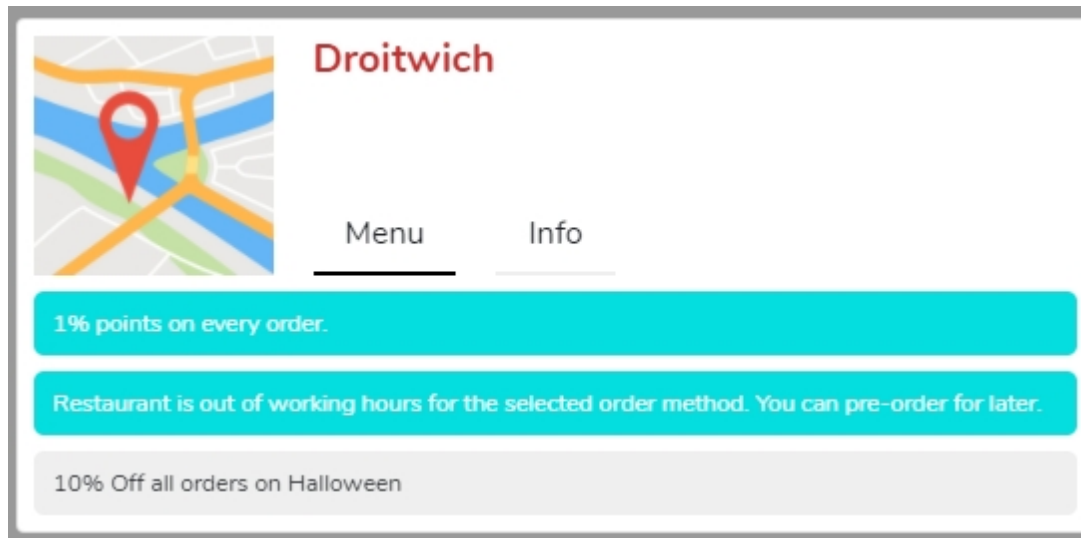 Droitwich
Menu Info
1% points on every order.
Restaurant is out of working hours for the selected order method. You can pre-order for later.
10% Off all orders on Halloween